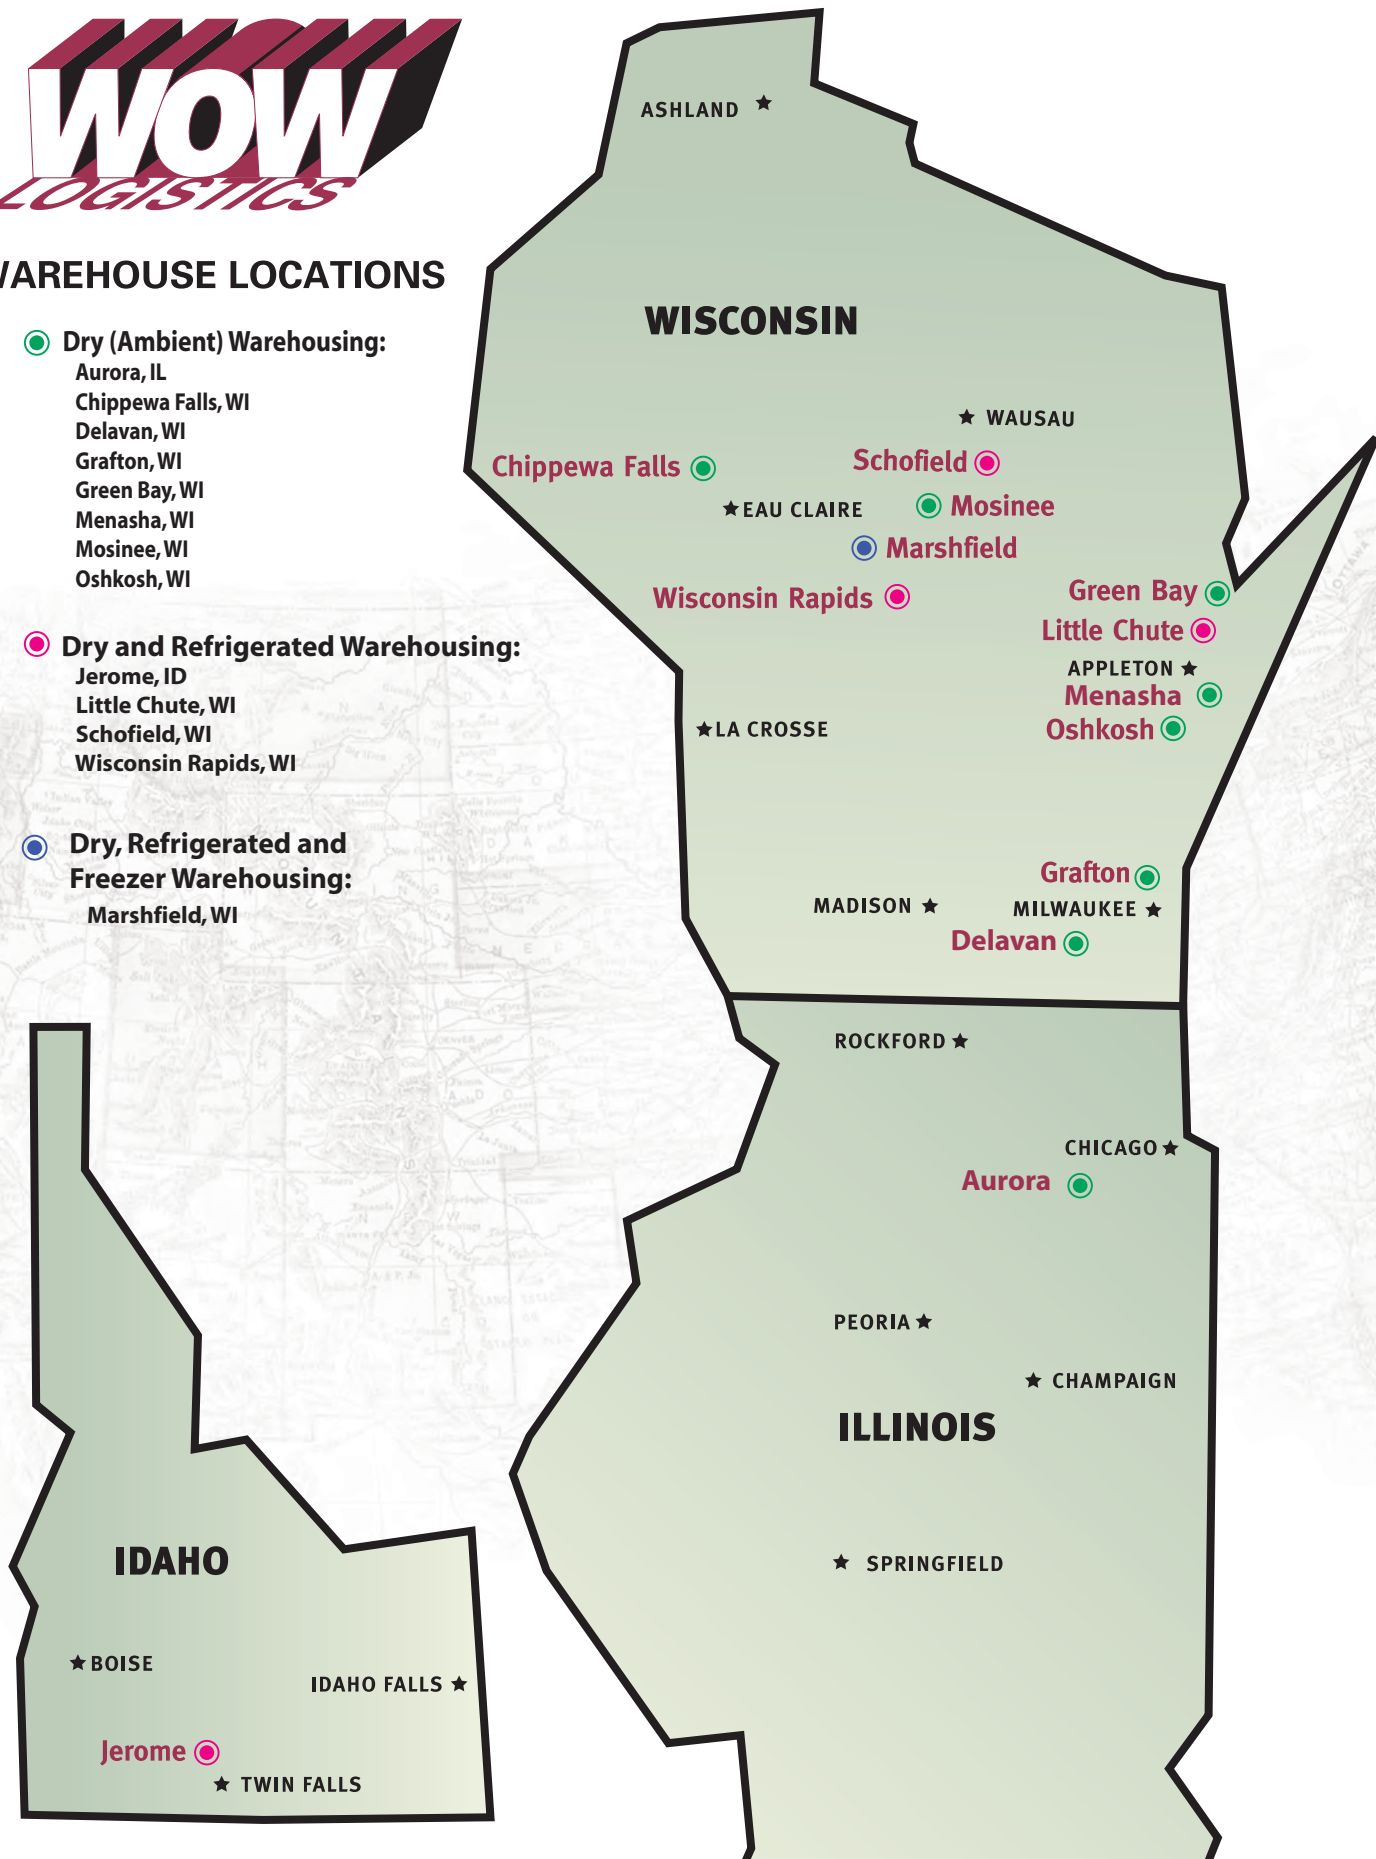 WOW
LOGISTICS
WAREHOUSE LOCATIONS
Dry (Ambient) Warehousing:
Aurora, IL
Chippewa Falls, WI
Delavan, WI
Grafton, WI
Green Bay, WI
Menasha, WI
Mosinee, WI
Oshkosh, WI
Dry and Refrigerated Warehousing:
Jerome, ID
Little Chute, WI
Schofield, WI
Wisconsin Rapids, WI
Dry, Refrigerated and
Freezer Warehousing:
Marshfield, WI
ASHLAND
WISCONSIN
WAUSAU
Chippewa Falls
Schofield
EAU CLAIRE
Mosinee
Marshfield
Wisconsin Rapids
Green Bay
Little Chute
APPLETON
Menasha
LA CROSSE
Oshkosh
Grafton
MADISON
MILWAUKEE
Delavan
ROCKFORD
CHICAGO
Aurora
PEORIA
CHAMPAIGN
ILLINOIS
SPRINGFIELD
IDAHO
BOISE
IDAHO FALLS
Jerome
TWIN FALLS